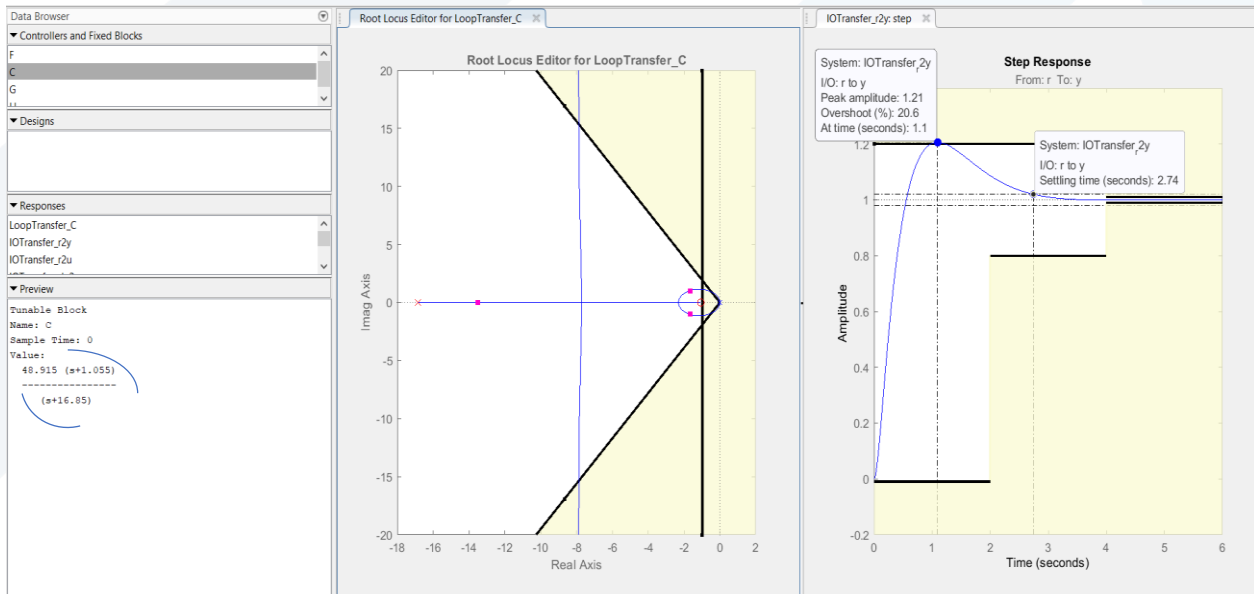 Data Browser
Controllers and Fixed Blocks
F
C
G
Designs
Responses
LoopTransfer_C
IOTransfer_r2y
IOTransfer_r2u
Preview
Tunable Block
Name: C
Sample Time: 0
Value:
48.915 (s+1.055)
----------------
(s+16.85)
Root Locus Editor for LoopTransfer_C
Root Locus Editor for LoopTransfer_C
20
15
10
5
0
-5
-10
-15
-20
Imag Axis
-18 -16 -14 -12 -10 -8 -6 -4 -2 0 2
Real Axis
IOTransfer_r2y: step
Step Response
From: r To: y
System: IOTransfer_r2y
I/O: r to y
Peak amplitude: 1.21
Overshoot (%): 20.6
At time (seconds): 1.1
System: IOTransfer_r2y
I/O: r to y
Settling time (seconds): 2.74
1.2
1
0.8
0.6
0.4
0.2
0
-0.2
Amplitude
0 1 2 3 4 5 6
Time (seconds)